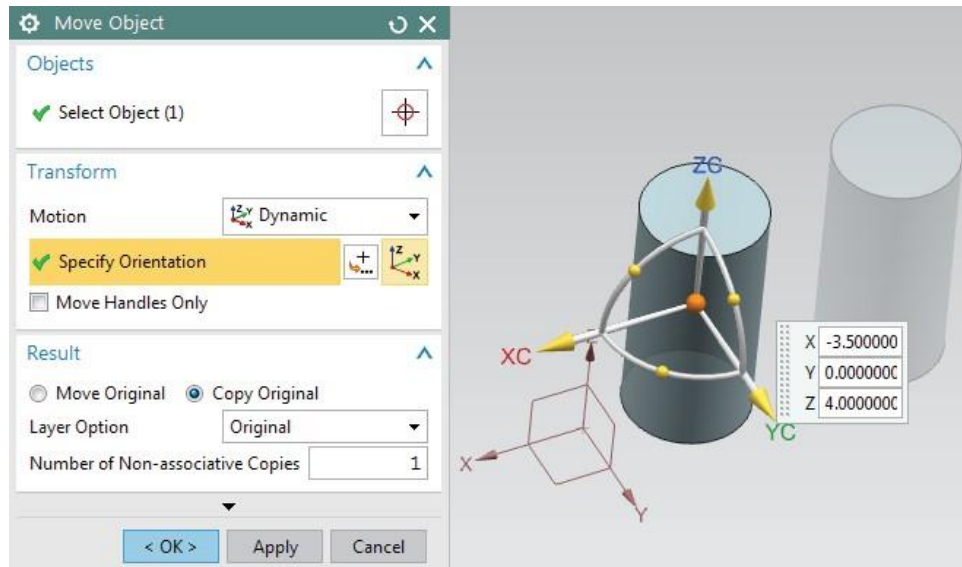 Move Object
Objects
Select Object (1)
Transform
Motion
Dynamic
Specify Orientation
Move Handles Only
Result
Move Original
Copy Original
Layer Option
Original
Number of Non-associative Copies
1
< OK >
Apply
Cancel
ZC
XC
YC
X
Y
X -3.500000
Y 0.0000000
Z 4.0000000